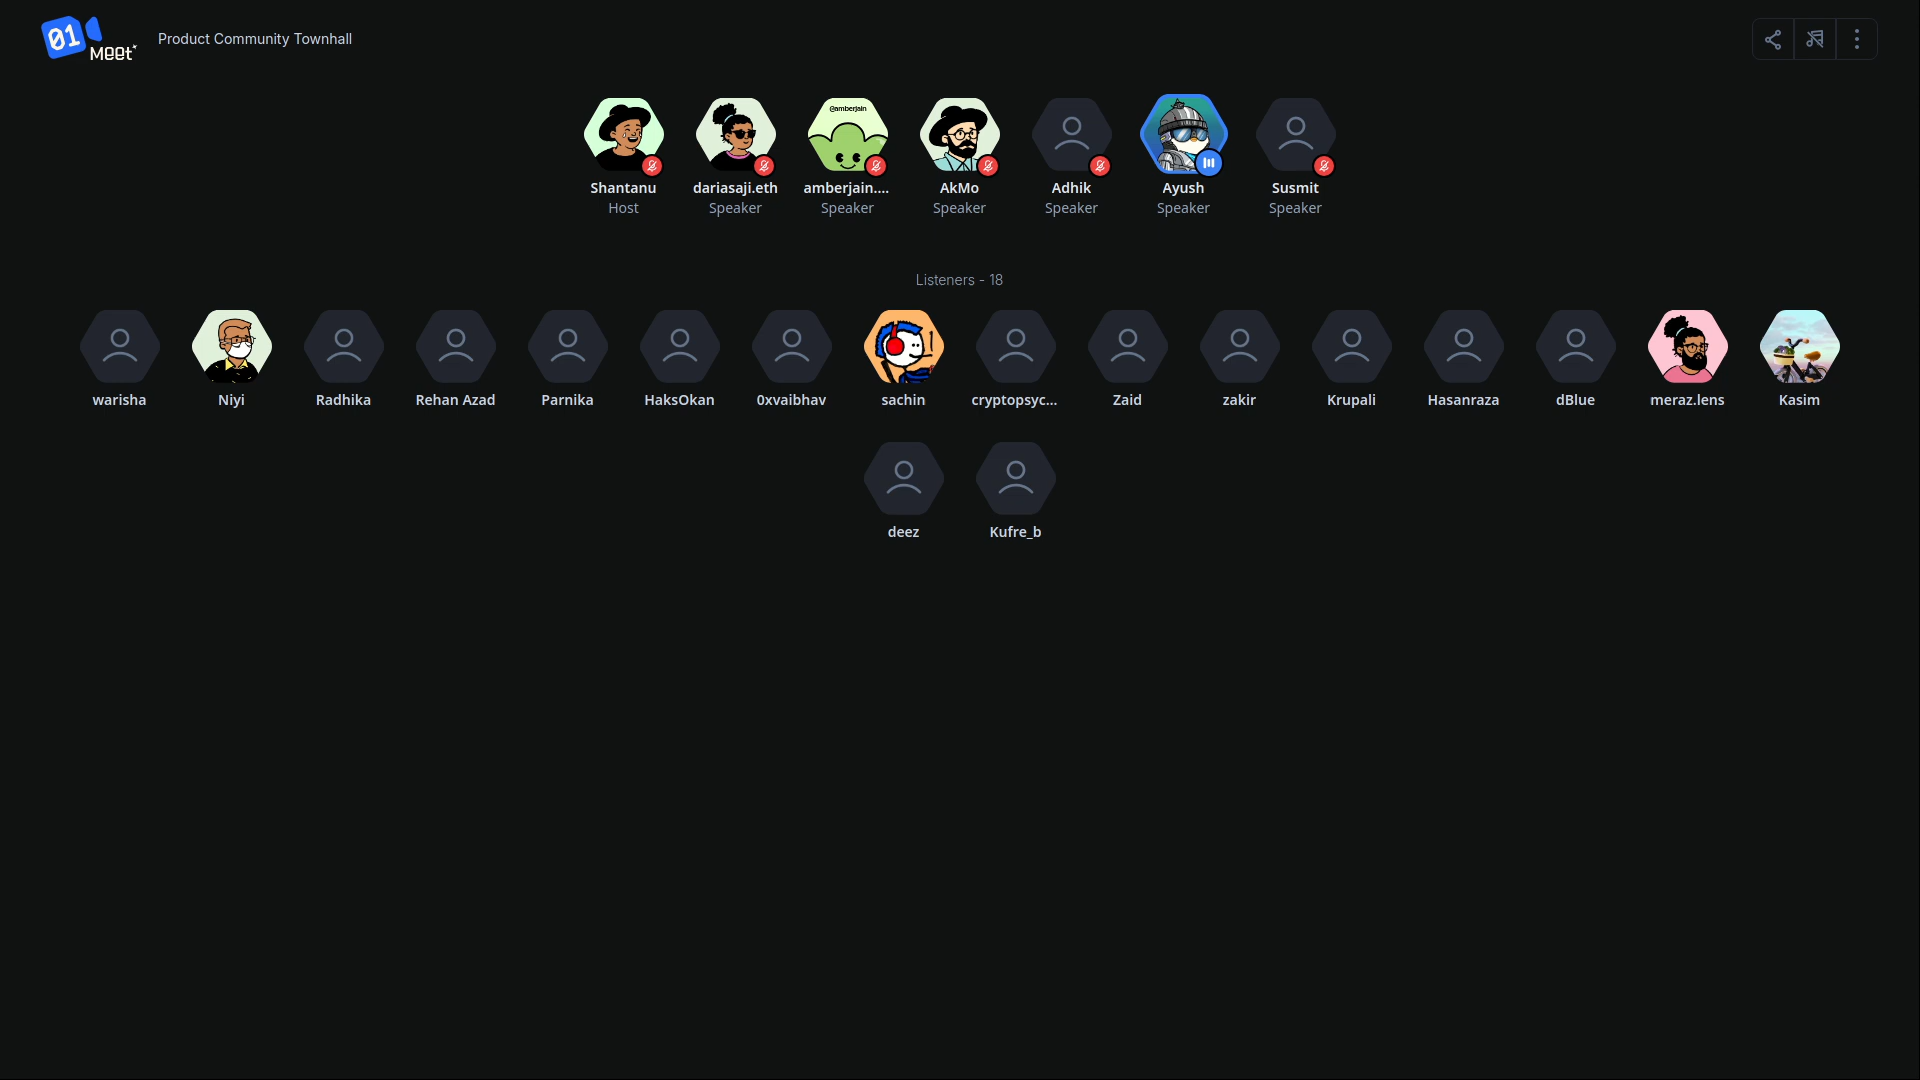 01
Meet
Product Community Townhall
@amberjain
Shantanu
Host
dariasaji.eth
Speaker
amberjain....
Speaker
AkMo
Speaker
Adhik
Speaker
Ayush
Speaker
Susmit
Speaker
Listeners - 18
warisha
Niyi
Radhika
Rehan Azad
Parnika
HaksOkan
0xvaibhav
sachin
cryptopsyc...
Zaid
zakir
Krupali
Hasanraza
dBlue
meraz.lens
Kasim
deez
Kufre_b